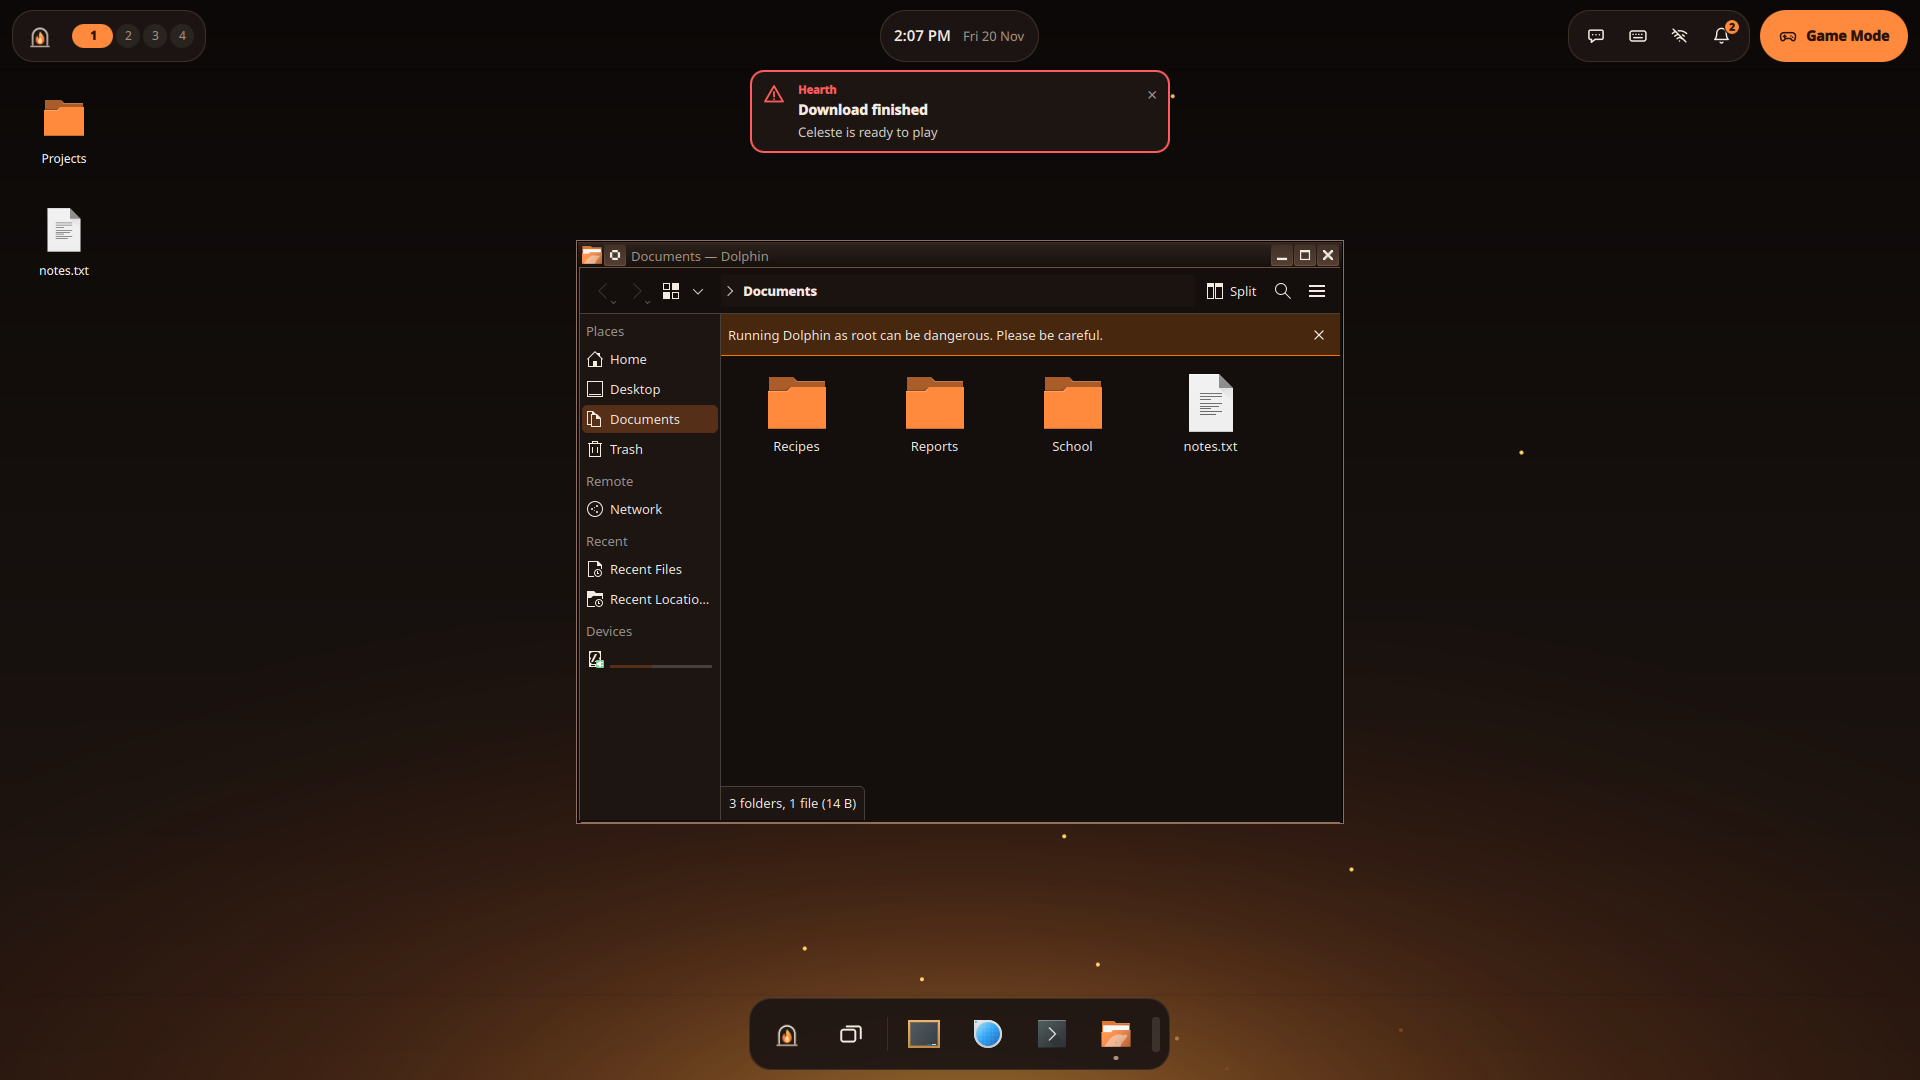 1 2 3 4
2:07 PM Fri 20 Nov
2
Game Mode
Hearth
Download finished
Celeste is ready to play
Projects
notes.txt
Documents — Dolphin
Documents
Split
Places
Home
Desktop
Documents
Trash
Remote
Network
Recent
Recent Files
Recent Locatio...
Devices
Running Dolphin as root can be dangerous. Please be careful.
Recipes
Reports
School
notes.txt
3 folders, 1 file (14 B)